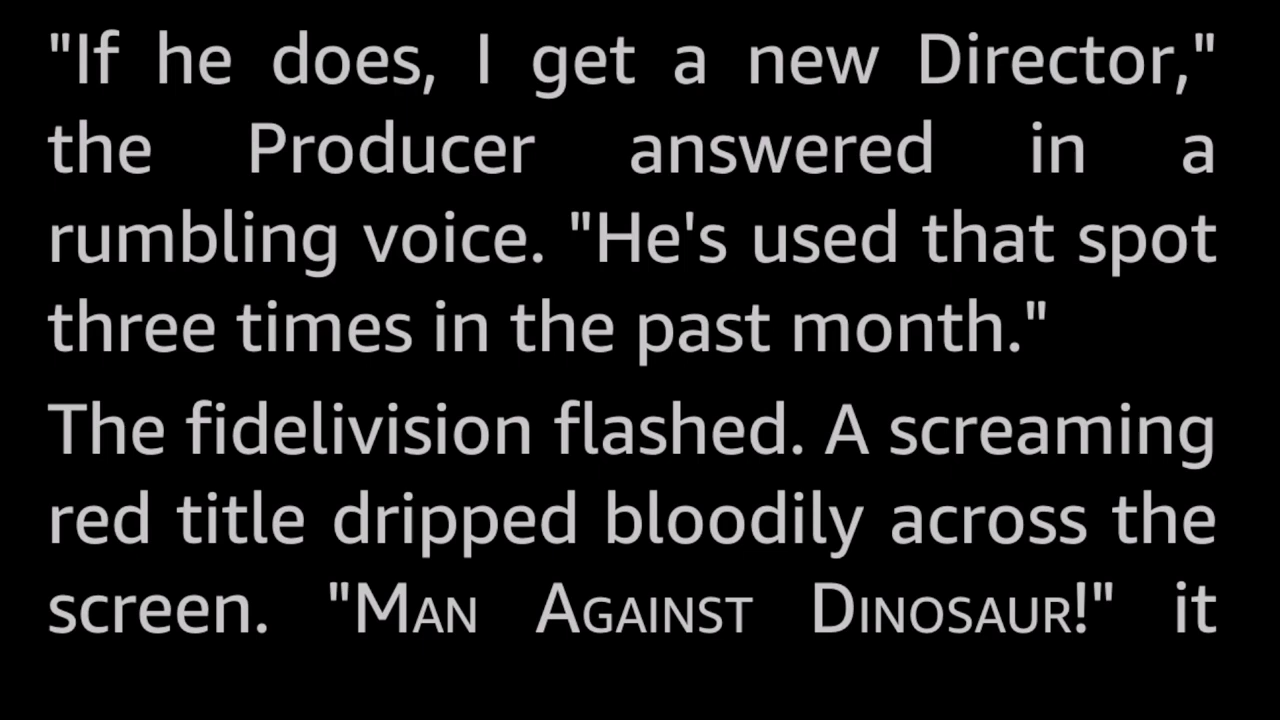 "If he does, I get a new Director,"
the Producer answered in a
rumbling voice. "He's used that spot
three times in the past month."
The fidelivision flashed. A screaming
red title dripped bloodily across the
screen. "MAN AGAINST DINOSAUR!" it